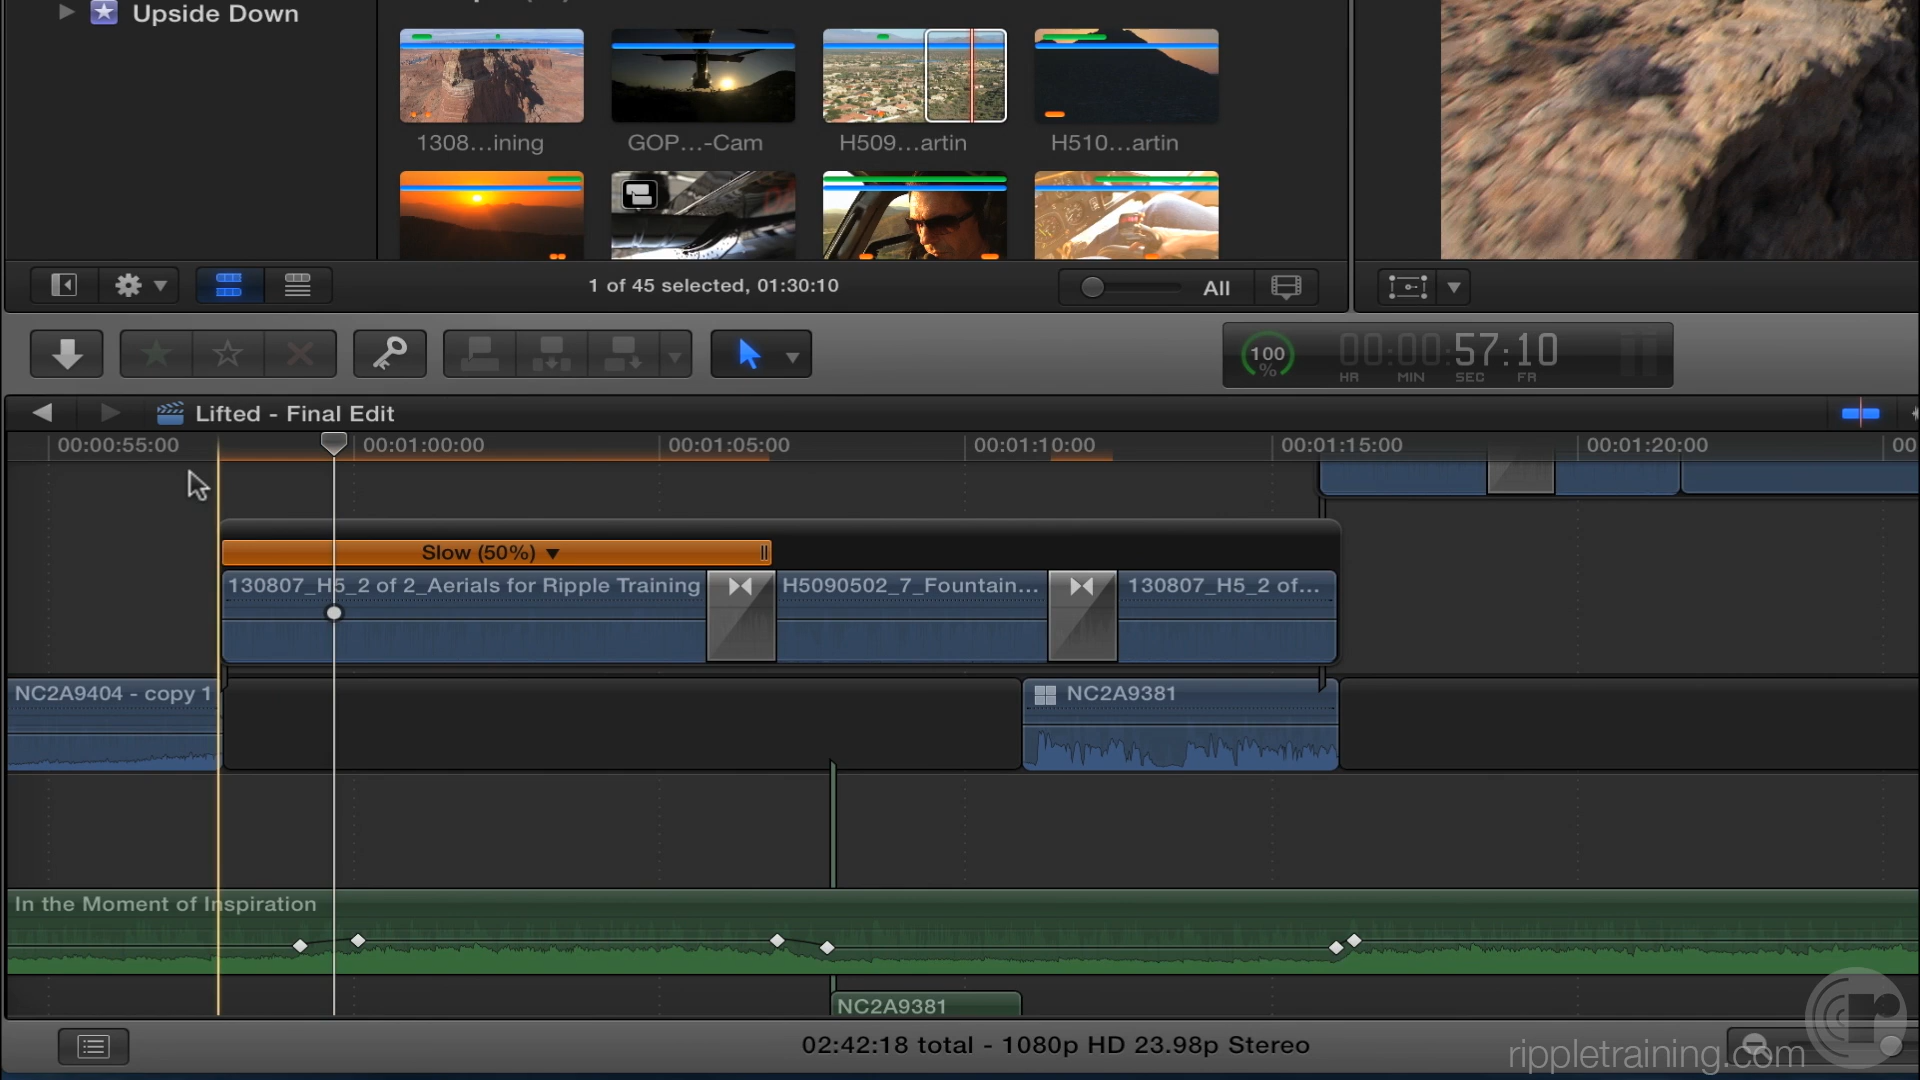 Upside Down
1308...ining
GOP...-Cam
H509...artin
H510...artin
1 of 45 selected, 01:30:10
All
100
%
00:00:57:10
HR MIN SEC FR
Lifted - Final Edit
00:00:55:00
00:01:00:00
00:01:05:00
00:01:10:00
00:01:15:00
00:01:20:00
00
Slow (50%)
130807_H5_2 of 2_Aerials for Ripple Training
H5090502_7_Fountain...
130807_H5_2 of...
NC2A9404 - copy 1
NC2A9381
In the Moment of Inspiration
NC2A9381
02:42:18 total - 1080p HD 23.98p Stereo
rippletraining.com